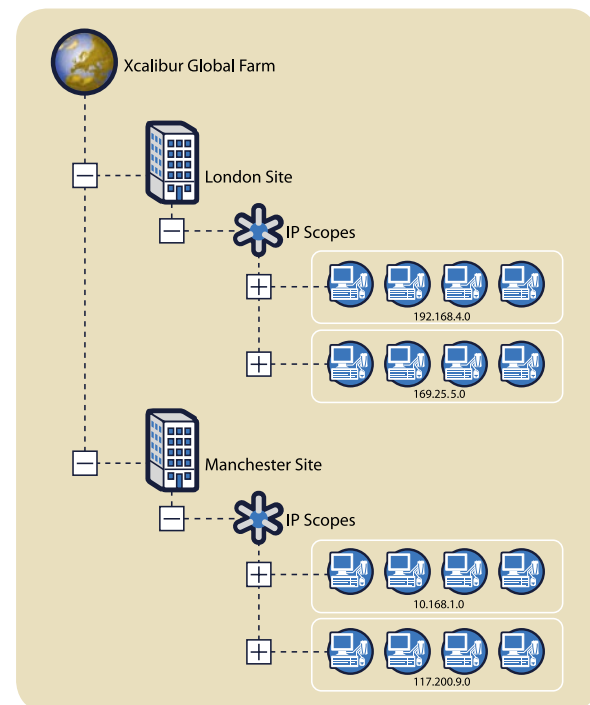 Xcalibur Global Farm
London Site
IP Scopes
192.168.4.0
169.25.5.0
Manchester Site
IP Scopes
10.168.1.0
117.200.9.0